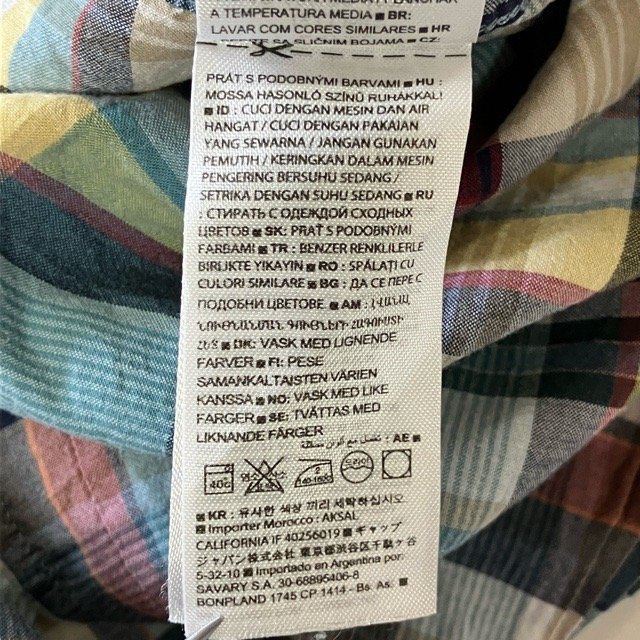 A TEMPERATURA MEDIA ■ BR:
LAVAR COM CORES SIMILARES ■ HR
PRÁT S PODOBNÝMI BARVAMI ■ HU :
MOSSA HASONLÓ SZÍNŰ RUHÁKKAL!
■ ID : CUCI DENGAN MESIN DAN AIR
HANGAT / CUCI DENGAN PAKAIAN
YANG SEWARNA / JANGAN GUNAKAN
PEMUTIH / KERINGKAN DALAM MESIN
PENGERING BERSUHU SEDANG /
SETRIKA DENGAN SUHU SEDANG ■ RU
: СТИРАТЬ С ОДЕЖДОЙ СХОДНЫХ
ЦВЕТОВ ■ SK: PRAŤ S PODOBNÝMI
FARBAMI ■ TR : BENZER RENKLILERLE
BIRLIKTE YIKAYIN ■ RO : SPĂLAŢI CU
CULORI SIMILARE ■ BG : ДА СЕ ПЕРЕ С
ПОДОБНИ ЦВЕТОВЕ ■ AM : ԼՎԱՆԱԼ
■ DK: VASK MED LIGNENDE
FARVER ■ FI: PESE
SAMANKALTAISTEN VÄRIEN
KANSSA ■ NO: VASK MED LIKE
FARGER ■ SE: TVÄTTAS MED
LIKNANDE FÄRGER ■ AE :
40c
■ KR : 유사한 색상 끼리 세탁하십시오
■ Importer Morocco: AKSAL
CALIFORNIA IF 40256019 ■ ギャップ
ジャパン株式会社 東京都渋谷区千駄ヶ谷
5-32-10 ■ Importado en Argentina por
SAVARY S.A. 30-68895406-8
BONPLAND 1745 CP 1414 - Bs. As. ■